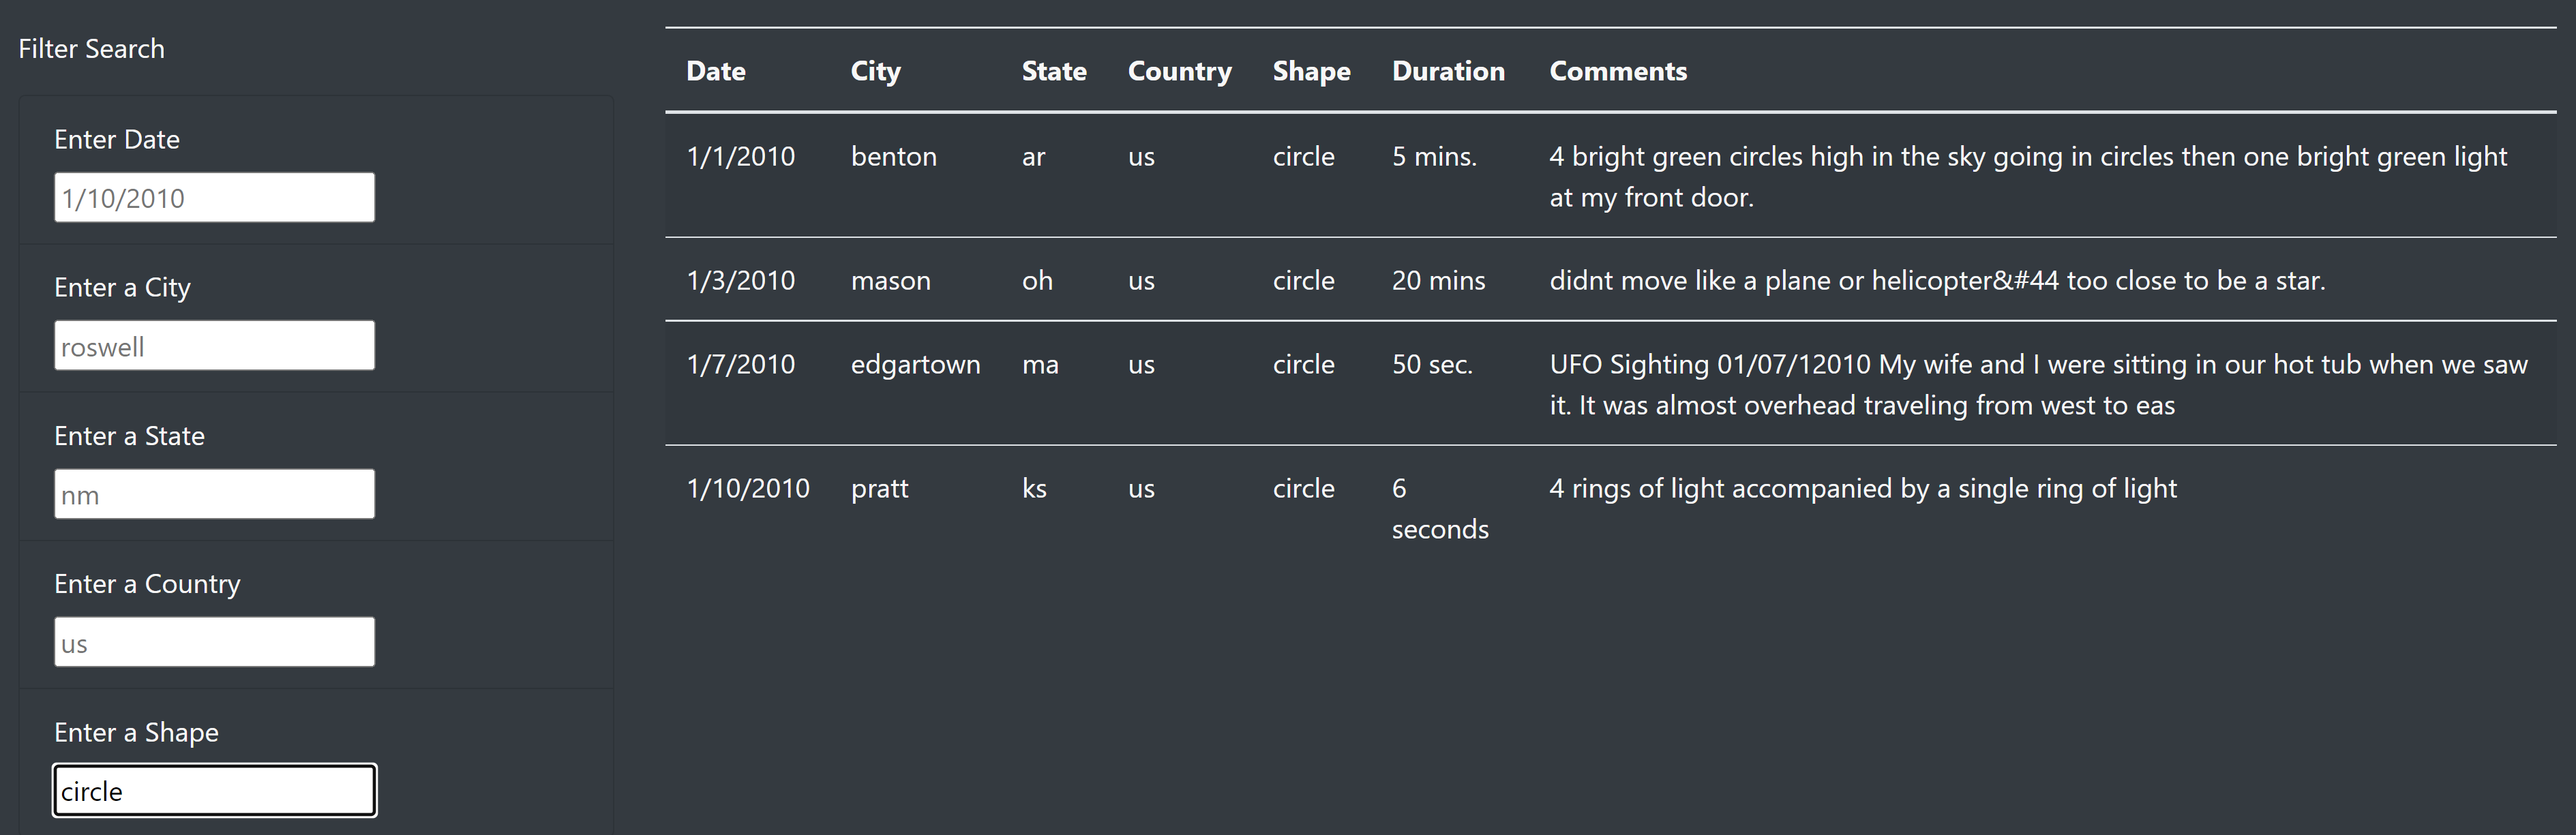 Filter Search
Enter Date
1/10/2010
Enter a City
roswell
Enter a State
nm
Enter a Country
us
Enter a Shape
circle
Date City State Country Shape Duration Comments
1/1/2010 benton ar us circle 5 mins. 4 bright green circles high in the sky going in circles then one bright green light
at my front door.
1/3/2010 mason oh us circle 20 mins didnt move like a plane or helicopter&#44 too close to be a star.
1/7/2010 edgartown ma us circle 50 sec. UFO Sighting 01/07/12010 My wife and I were sitting in our hot tub when we saw
it. It was almost overhead traveling from west to eas
1/10/2010 pratt ks us circle 6 4 rings of light accompanied by a single ring of light
seconds